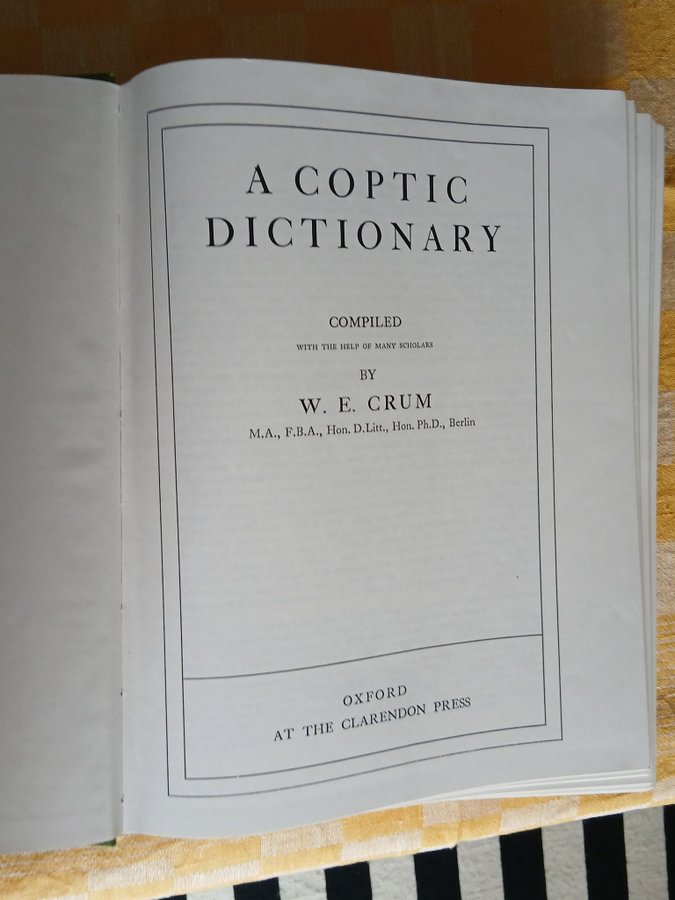 A COPTIC
DICTIONARY
COMPILED
WITH THE HELP OF MANY SCHOLARS
BY
W. E. CRUM
M.A., F.B.A., Hon. D.Litt., Hon. Ph.D., Berlin
OXFORD
AT THE CLARENDON PRESS